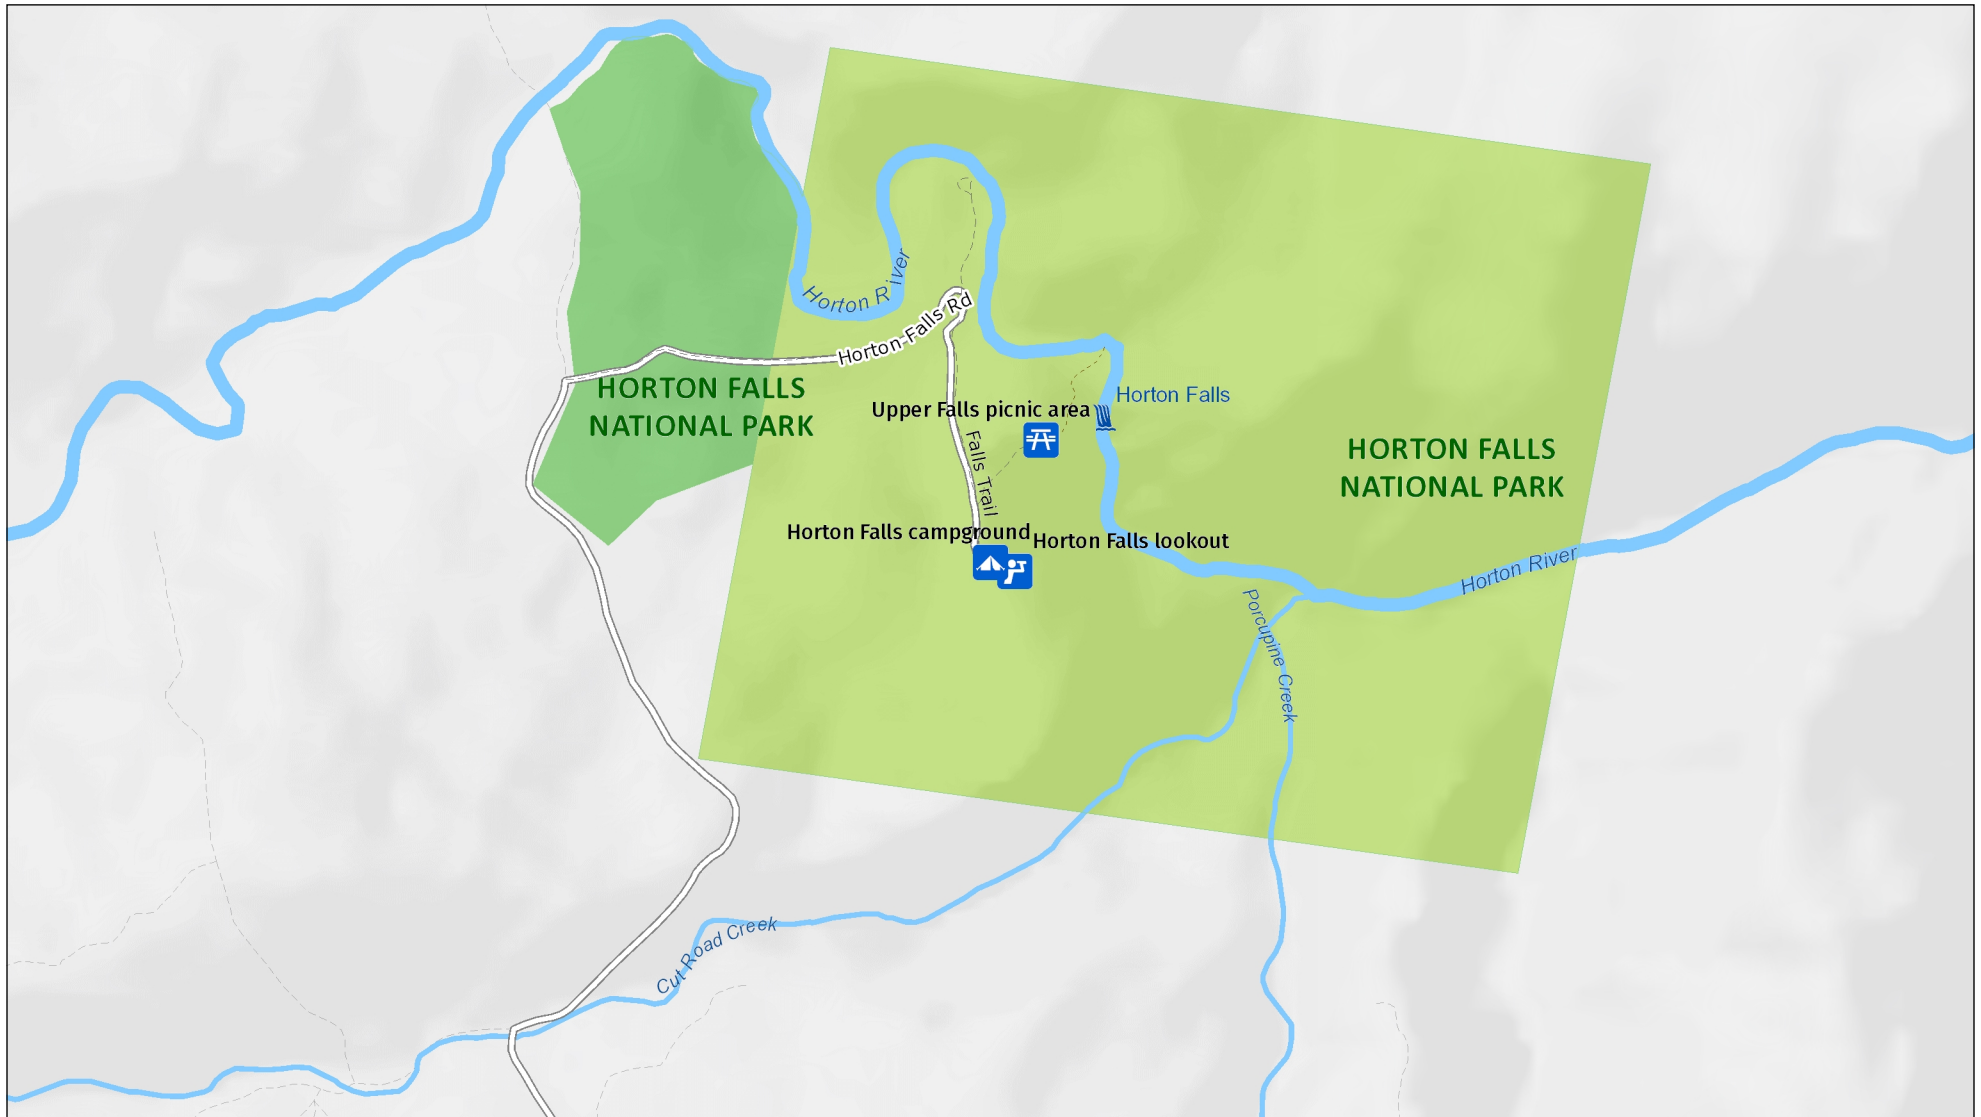 Horton River
Horton Falls Rd
HORTON FALLS
NATIONAL PARK
Horton Falls
Upper Falls picnic area
Falls Trail
HORTON FALLS
NATIONAL PARK
Horton Falls campground
Horton Falls lookout
Horton River
Porcupine Creek
Cut Road Creek